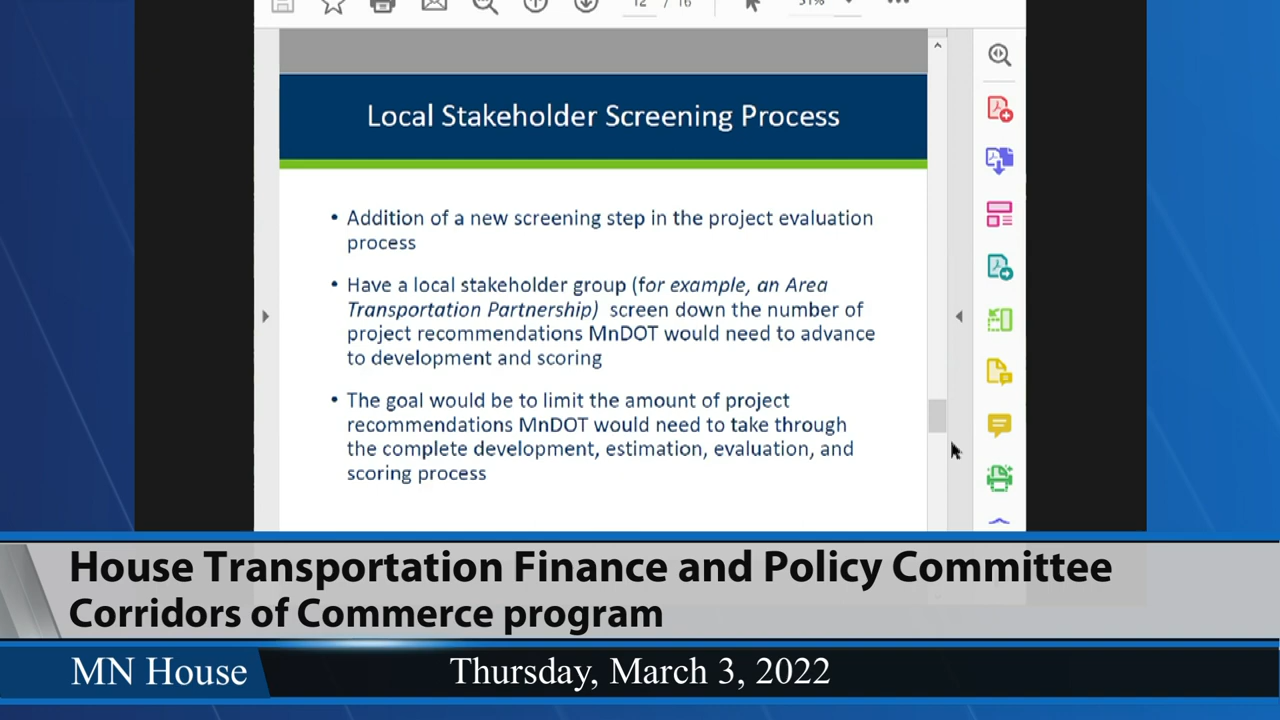 12 / 16
51%
Local Stakeholder Screening Process
• Addition of a new screening step in the project evaluation
process
• Have a local stakeholder group (for example, an Area
Transportation Partnership) screen down the number of
project recommendations MnDOT would need to advance
to development and scoring
• The goal would be to limit the amount of project
recommendations MnDOT would need to take through
the complete development, estimation, evaluation, and
scoring process
House Transportation Finance and Policy Committee
Corridors of Commerce program
MN House
Thursday, March 3, 2022